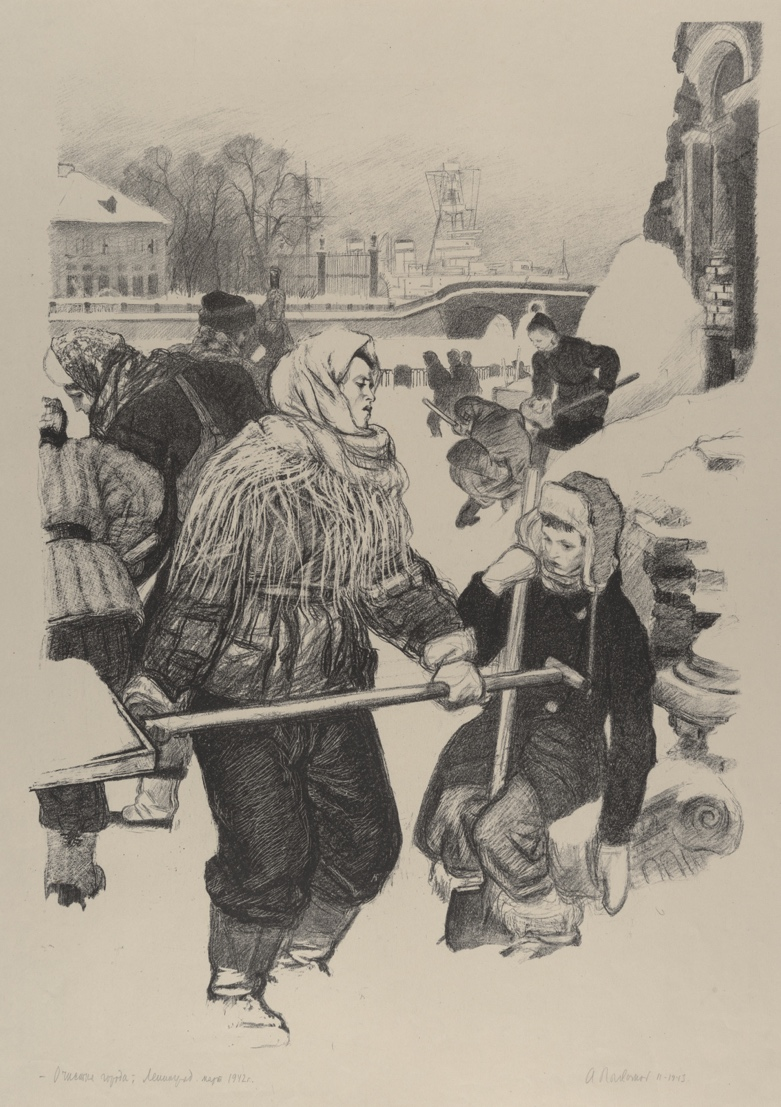 – Очистка города; Ленинград. март 1942г.
А Пахомов